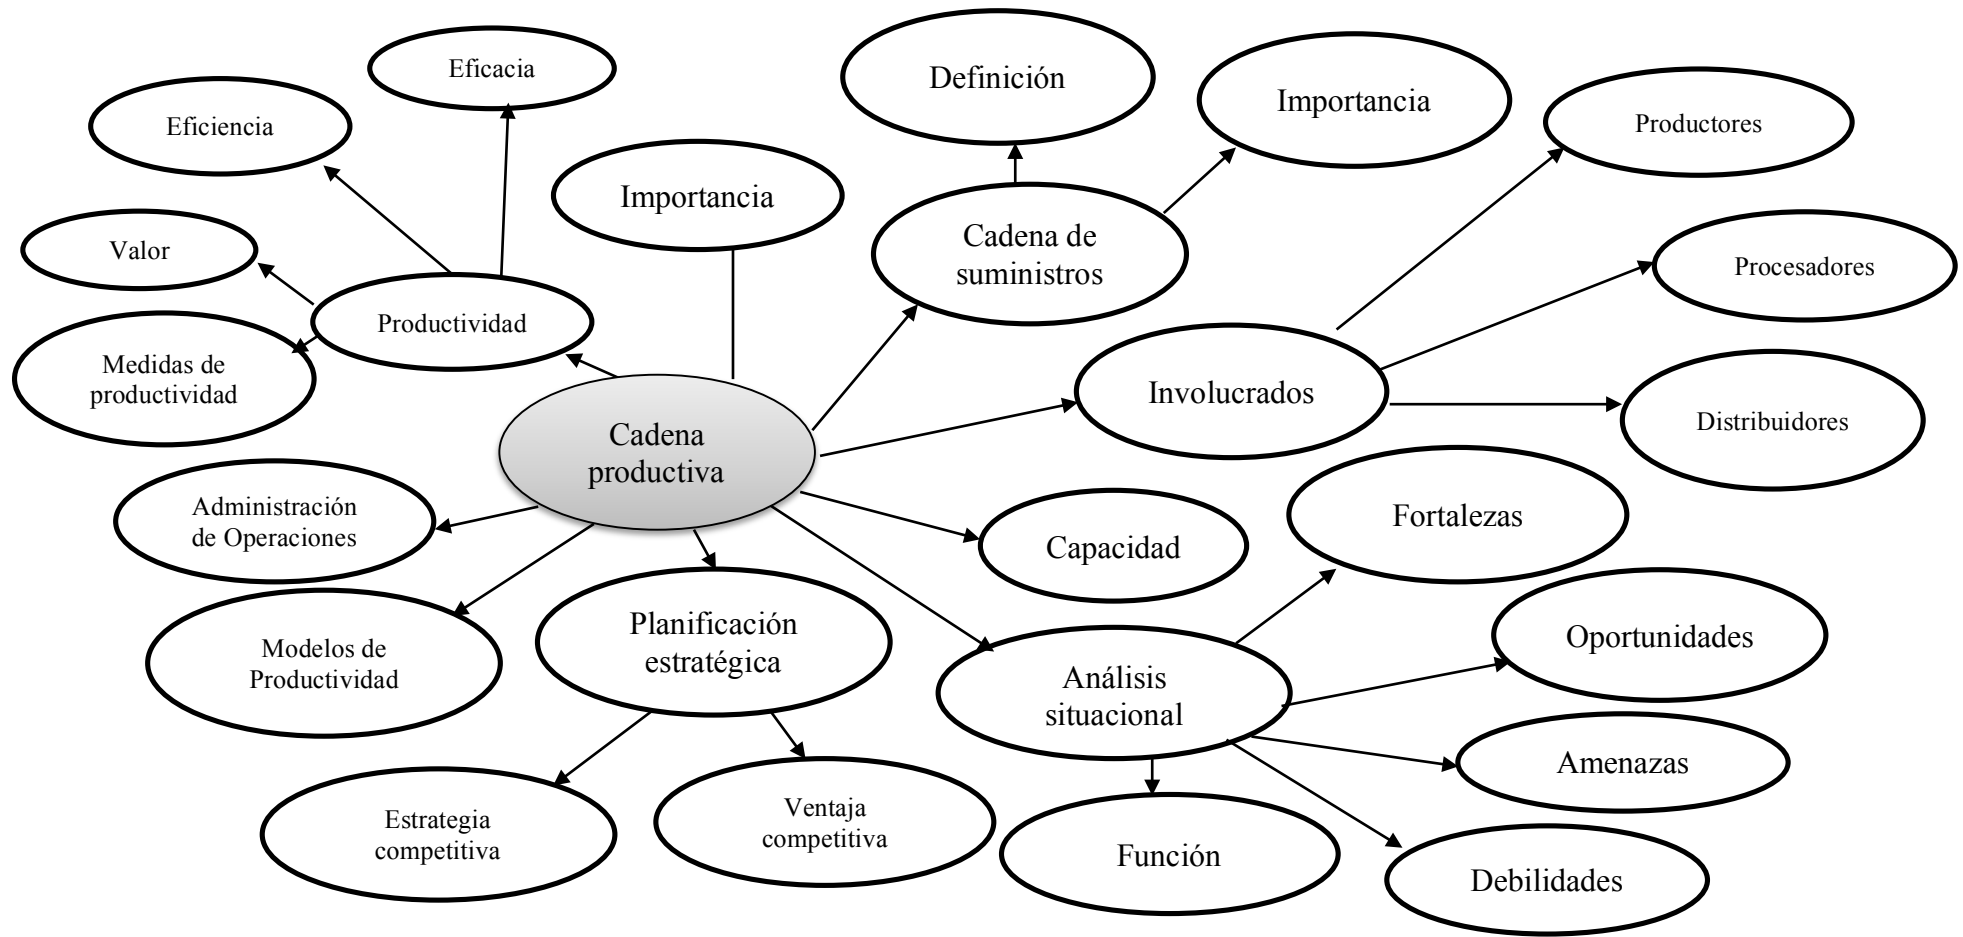 Eficacia
Definición
Importancia
Productores
Eficiencia
Importancia
Cadena de
suministros
Valor
Procesadores
Productividad
Medidas de
productividad
Involucrados
Distribuidores
Cadena
productiva
Administración
de Operaciones
Capacidad
Fortalezas
Modelos de
Productividad
Planificación
estratégica
Análisis
situacional
Oportunidades
Amenazas
Estrategia
competitiva
Ventaja
competitiva
Función
Debilidades